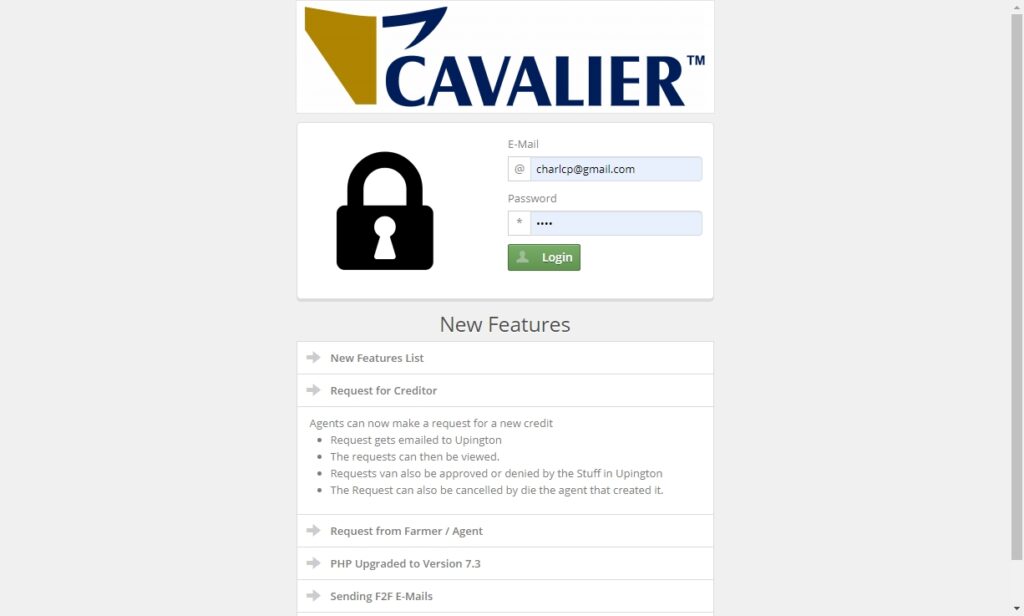 CAVALIER™
E-Mail
@ charlcp@gmail.com
Password
* ••••
Login
New Features
New Features List
Request for Creditor
Agents can now make a request for a new credit
• Request gets emailed to Upington
• The requests can then be viewed.
• Requests van also be approved or denied by the Stuff in Upington
• The Request can also be cancelled by die the agent that created it.
Request from Farmer / Agent
PHP Upgraded to Version 7.3
Sending F2F E-Mails